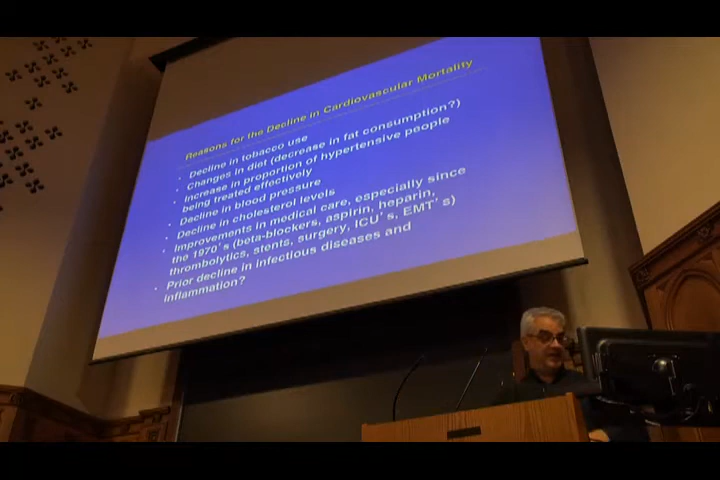 Reasons for the Decline in Cardiovascular Mortality
• Decline in tobacco use
• Changes in diet (decrease in fat consumption?)
• Increase in proportion of hypertensive people
being treated effectively
• Decline in blood pressure
• Decline in cholesterol levels
• Improvements in medical care, especially since
the 1970's (beta-blockers, aspirin, heparin,
thrombolytics, stents, surgery, ICU's, EMT's)
• Prior decline in infectious diseases and
inflammation?